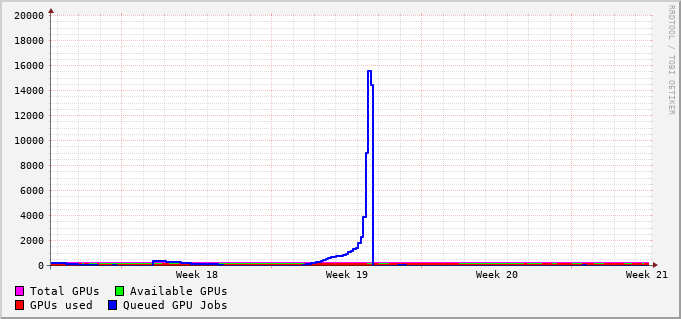 20000
18000
16000
14000
12000
10000
8000
6000
4000
2000
0
Week 18 Week 19 Week 20 Week 21
Total GPUs Available GPUs
GPUs used Queued GPU Jobs
RRDTOOL / TOBI OETIKER